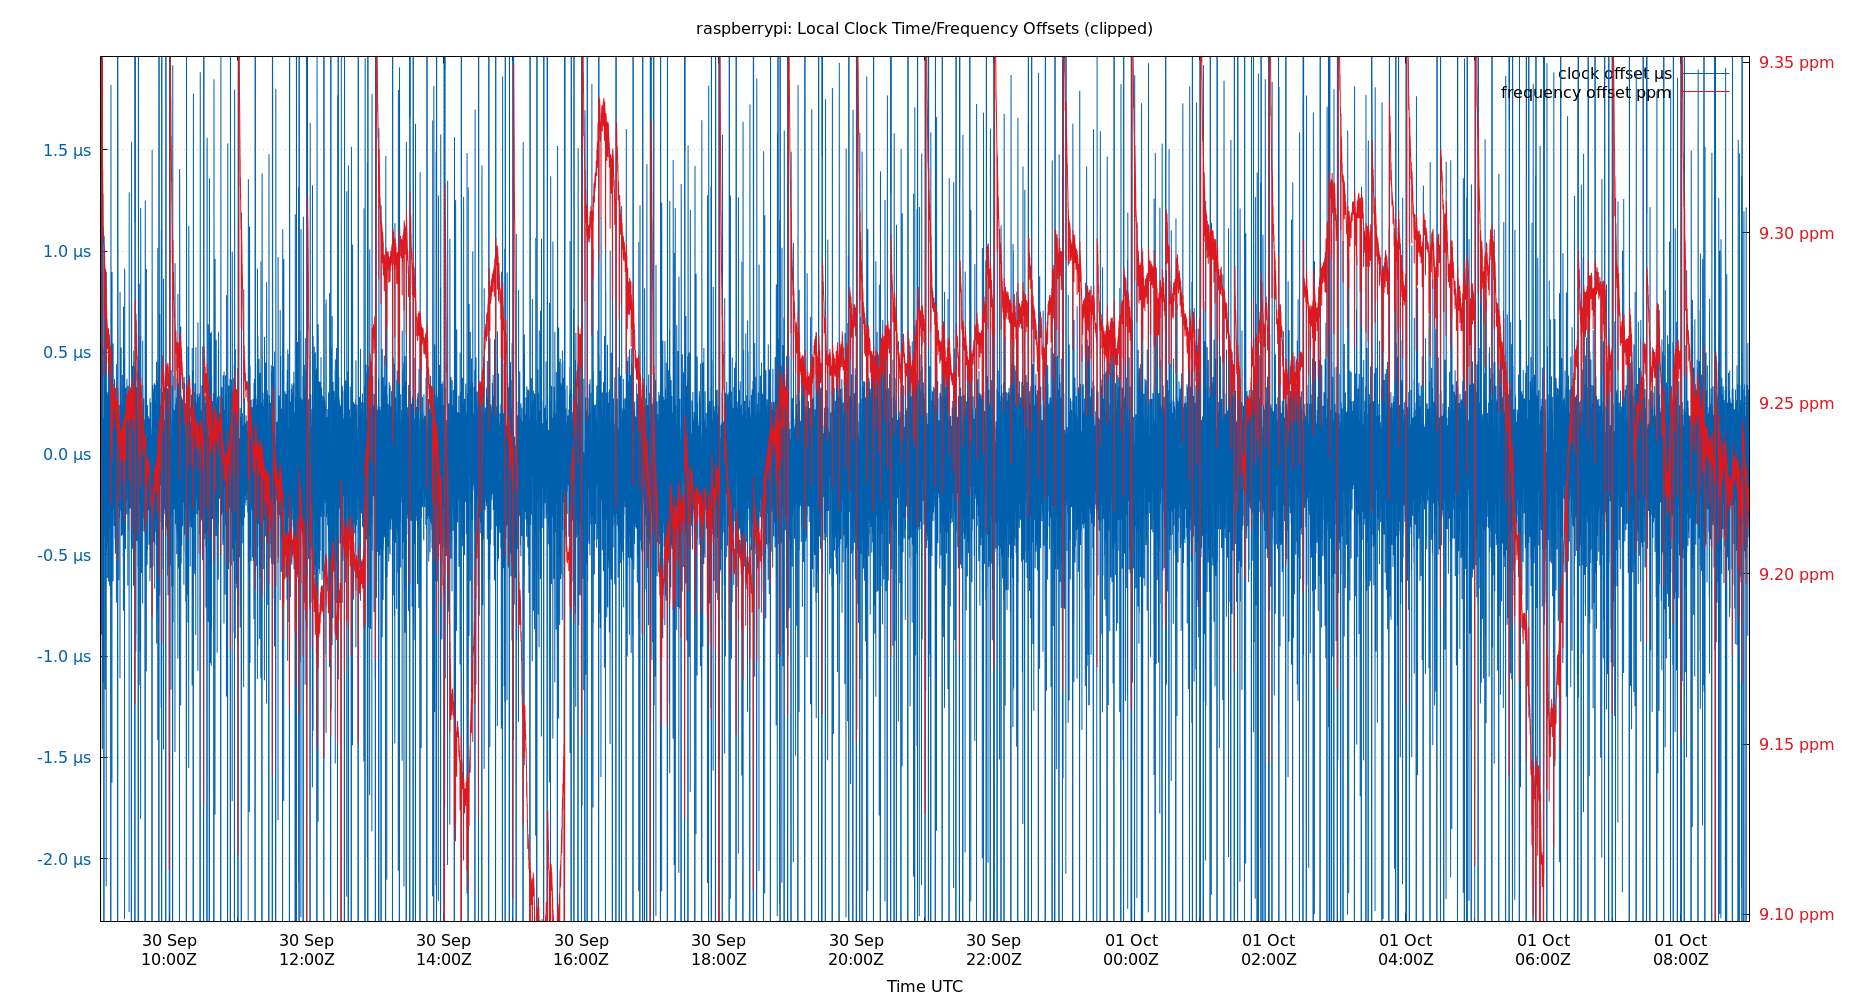 raspberrypi: Local Clock Time/Frequency Offsets (clipped)
clock offset µs
frequency offset ppm
1.5 µs
1.0 µs
0.5 µs
0.0 µs
-0.5 µs
-1.0 µs
-1.5 µs
-2.0 µs
9.35 ppm
9.30 ppm
9.25 ppm
9.20 ppm
9.15 ppm
9.10 ppm
30 Sep 30 Sep 30 Sep 30 Sep 30 Sep 30 Sep 30 Sep 01 Oct 01 Oct 01 Oct 01 Oct 01 Oct
10:00Z 12:00Z 14:00Z 16:00Z 18:00Z 20:00Z 22:00Z 00:00Z 02:00Z 04:00Z 06:00Z 08:00Z
Time UTC